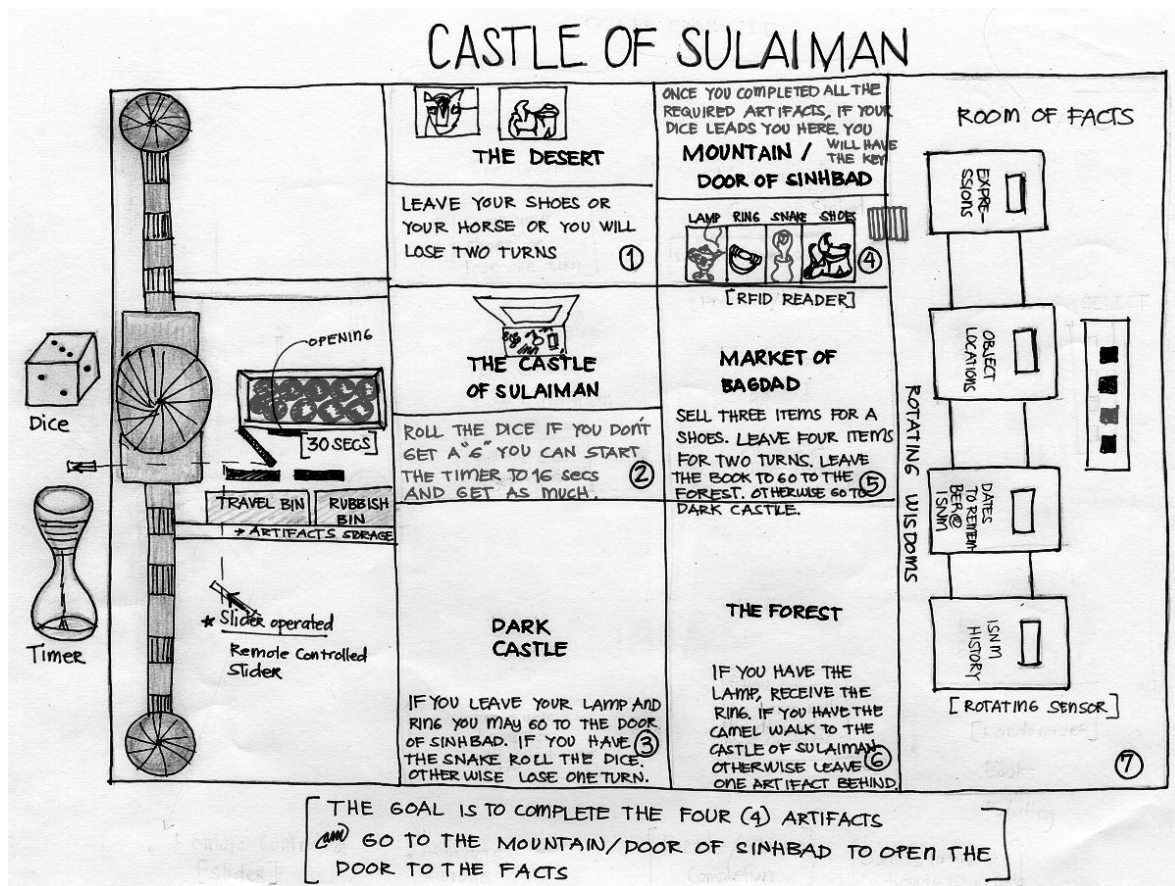 CASTLE OF SULAIMAN
Dice
Timer
OPENING
[30 SECS]
TRAVEL BIN
RUBBISH
BIN
→ ARTIFACTS STORAGE
* Slider operated
Remote Controlled
Slider
THE DESERT
LEAVE YOUR SHOES OR
YOUR HORSE OR YOU WILL
LOSE TWO TURNS
1
THE CASTLE
OF SULAIMAN
ROLL THE DICE IF YOU DON'T
GET A "6" YOU CAN START
THE TIMER TO 16 SECS
AND GET AS MUCH.
2
DARK
CASTLE
IF YOU LEAVE YOUR LAMP AND
RING YOU MAY GO TO THE DOOR
OF SINHBAD. IF YOU HAVE
THE SNAKE ROLL THE DICE.
OTHERWISE LOSE ONE TURN.
3
ONCE YOU COMPLETED ALL THE
REQUIRED ARTIFACTS, IF YOUR
DICE LEADS YOU HERE. YOU
WILL HAVE
THE KEY
MOUNTAIN /
DOOR OF SINHBAD
LAMP RING SNAKE SHOES
4
[RFID READER]
MARKET OF
BAGDAD
SELL THREE ITEMS FOR A
SHOES. LEAVE FOUR ITEMS
FOR TWO TURNS. LEAVE
THE BOOK TO GO TO THE
FOREST. OTHERWISE GO TO
DARK CASTLE.
5
THE FOREST
IF YOU HAVE THE
LAMP, RECEIVE THE
RING. IF YOU HAVE THE
CAMEL WALK TO THE
CASTLE OF SULAIMAN
OTHERWISE LEAVE
ONE ARTIFACT BEHIND.
6
ROOM OF FACTS
EXPRE-
SSIONS
OBJECT
LOCATIONS
DATES
TO REMEM
BER @
ISNIM
ISNIM
HISTORY
ROTATING WISDOMS
[ROTATING SENSOR]
7
THE GOAL IS TO COMPLETE THE FOUR (4) ARTIFACTS
GO TO THE MOUNTAIN/DOOR OF SINHBAD TO OPEN THE
DOOR TO THE FACTS